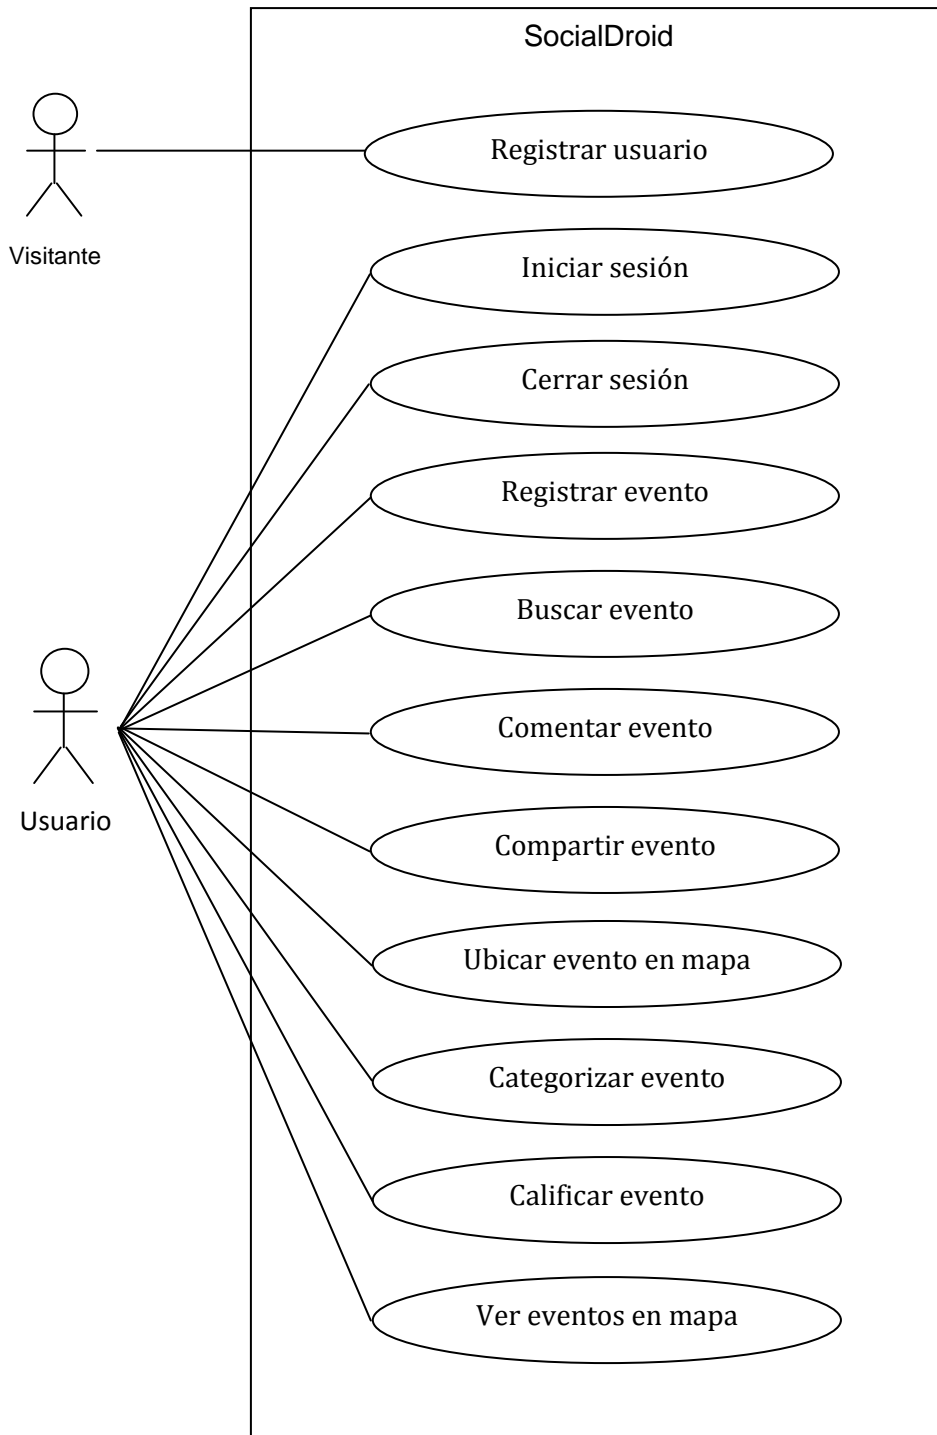 SocialDroid
Registrar usuario
Visitante
Iniciar sesión
Cerrar sesión
Registrar evento
Buscar evento
Comentar evento
Usuario
Compartir evento
Ubicar evento en mapa
Categorizar evento
Calificar evento
Ver eventos en mapa